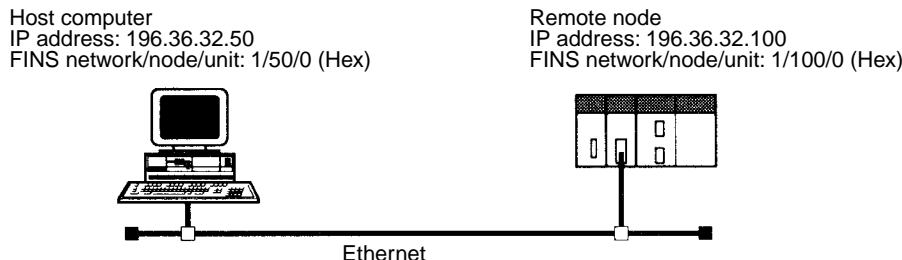 Host computer
IP address: 196.36.32.50
FINS network/node/unit: 1/50/0 (Hex)
Remote node
IP address: 196.36.32.100
FINS network/node/unit: 1/100/0 (Hex)
Ethernet